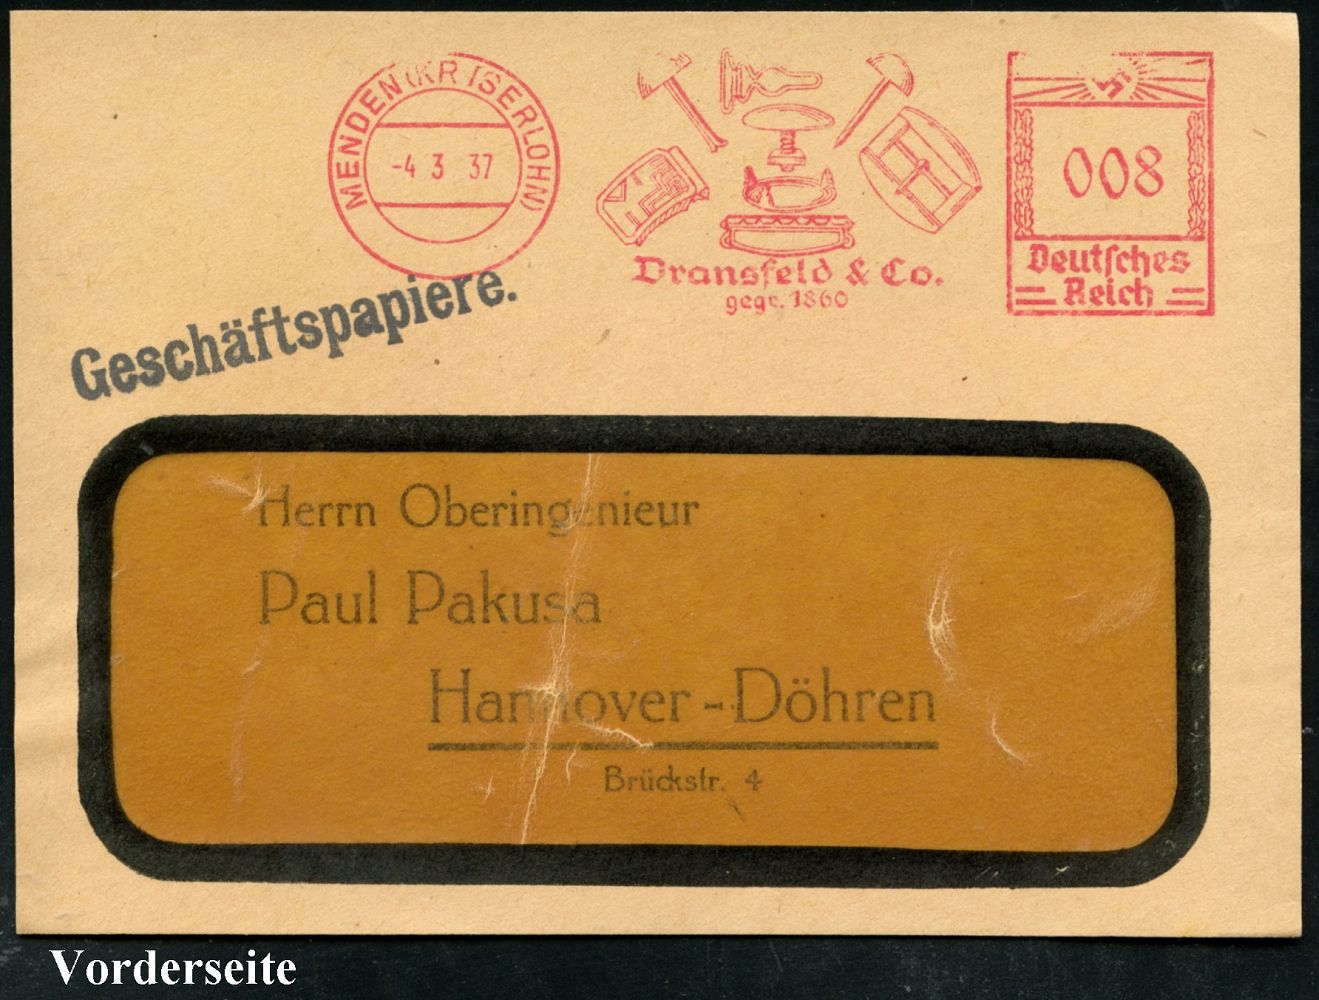 MENDEN (KR ISERLOHN)
-4 3 37
Dransfeld & Co.
gegr. 1860
008
Deutsches
Reich
Geschäftspapiere.
Herrn Oberingenieur
Paul Pakusa
Hannover-Döhren
Brückstr. 4
Vorderseite